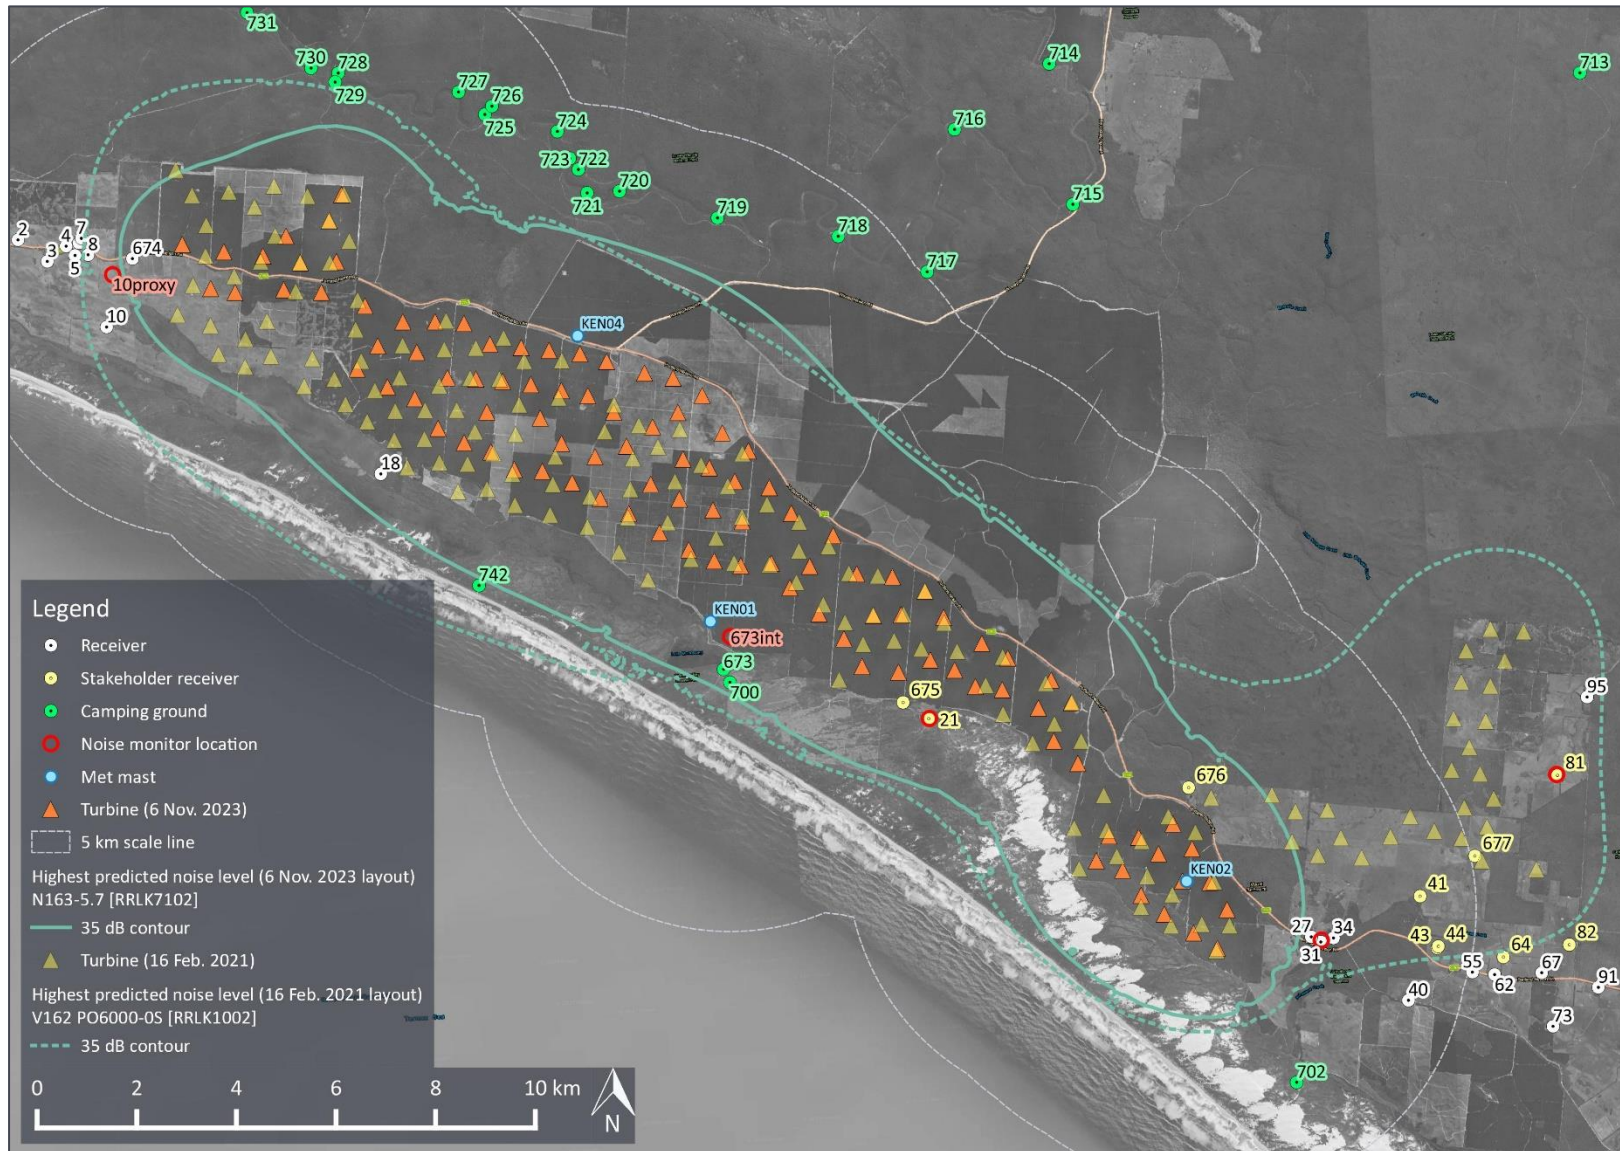 731
730
728
729
727
726
725
724
723
722
721
720
719
718
717
716
715
714
713
2
3
4
5
7
8
674
10proxy
10
18
742
KEN04
KEN01
673int
673
700
675
21
676
KEN02
95
81
677
41
43
44
64
82
27
34
31
40
55
62
67
91
73
702
Legend
Receiver
Stakeholder receiver
Camping ground
Noise monitor location
Met mast
Turbine (6 Nov. 2023)
5 km scale line
Highest predicted noise level (6 Nov. 2023 layout)
N163-5.7 [RRLK7102]
35 dB contour
Turbine (16 Feb. 2021)
Highest predicted noise level (16 Feb. 2021 layout)
V162 PO6000-0S [RRLK1002]
35 dB contour
0 2 4 6 8 10 km
N